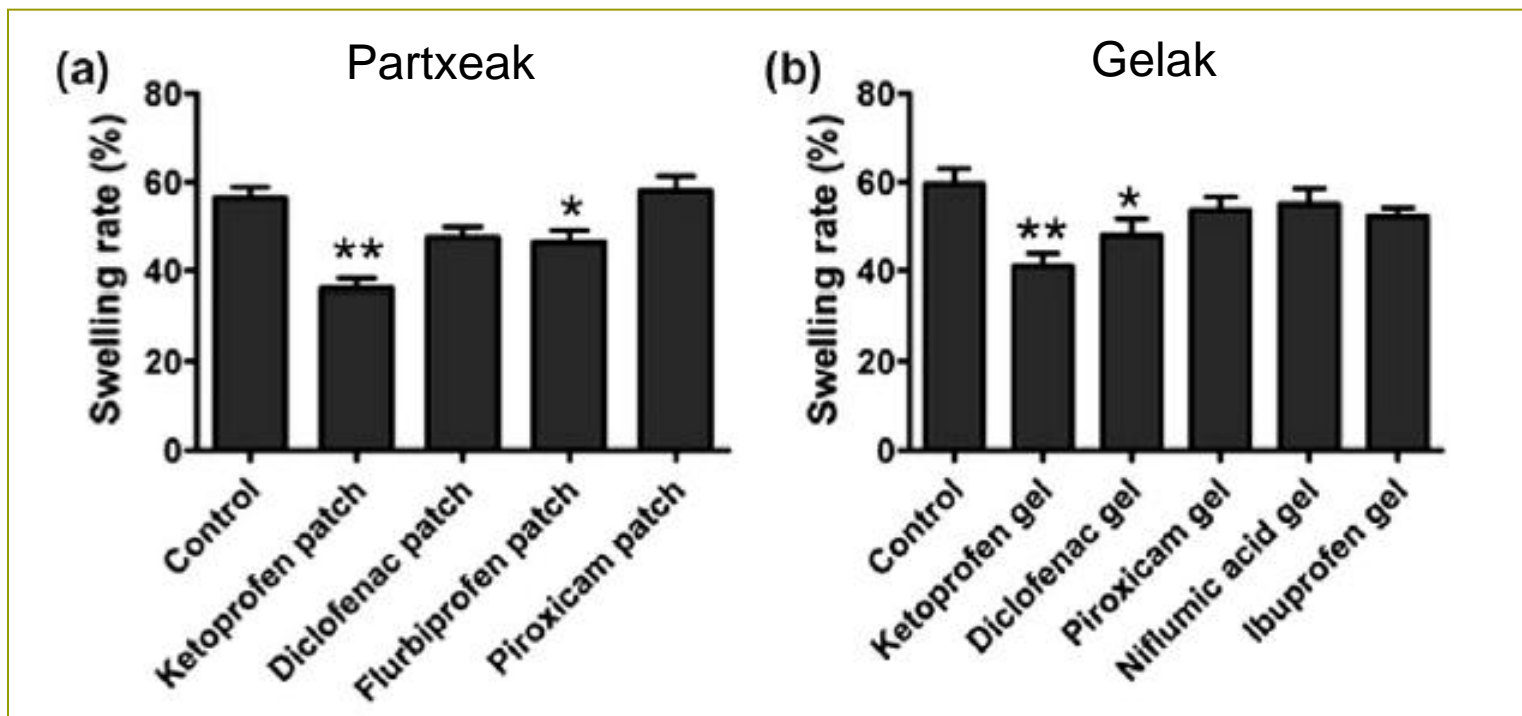 (a) Partxeak
Swelling rate (%)
80
60
40
20
0
**
*
Control
Ketoprofen patch
Diclofenac patch
Flurbiprofen patch
Piroxicam patch
(b) Gelak
Swelling rate (%)
80
60
40
20
0
**
*
Control
Ketoprofen gel
Diclofenac gel
Piroxicam gel
Niflumic acid gel
Ibuprofen gel